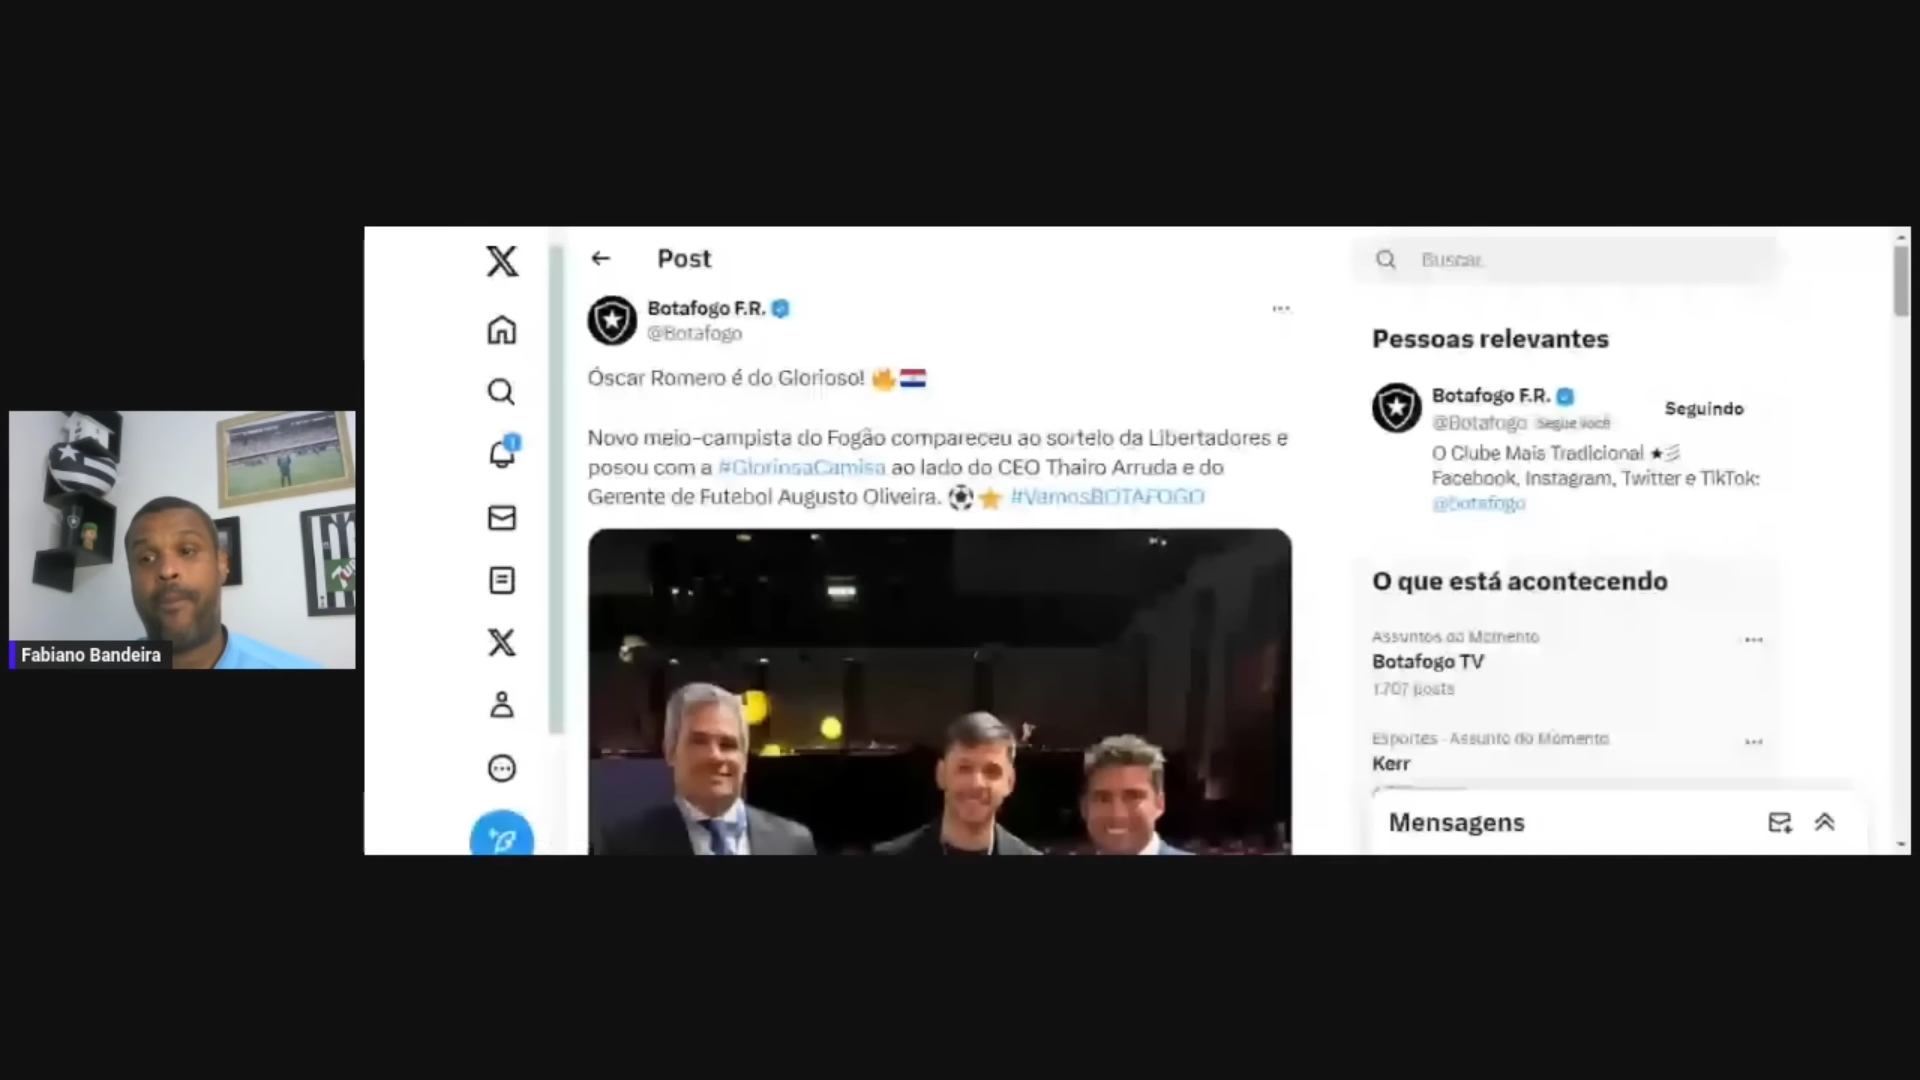 Post
Buscar
Botafogo F.R.
@Botafogo
Óscar Romero é do Glorioso!
Novo meio-campista do Fogão compareceu ao sorteio da Libertadores e
posou com a #GloriosaCamisa ao lado do CEO Thairo Arruda e do
Gerente de Futebol Augusto Oliveira. #VamosBOTAFOGO
Pessoas relevantes
Botafogo F.R.
@Botafogo Segue você
Seguindo
O Clube Mais Tradicional
Facebook, Instagram, Twitter e TikTok:
@botafogo
O que está acontecendo
Assuntos do Momento
Botafogo TV
1.707 posts
Esportes · Assunto do Momento
Kerr
Mensagens
Fabiano Bandeira